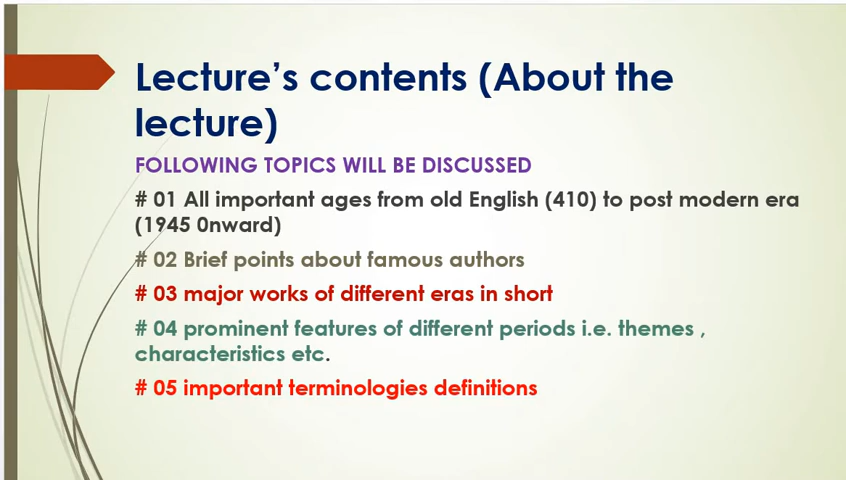 Lecture’s contents (About the
lecture)
FOLLOWING TOPICS WILL BE DISCUSSED
# 01 All important ages from old English (410) to post modern era
(1945 0nward)
# 02 Brief points about famous authors
# 03 major works of different eras in short
# 04 prominent features of different periods i.e. themes ,
characteristics etc.
# 05 important terminologies definitions